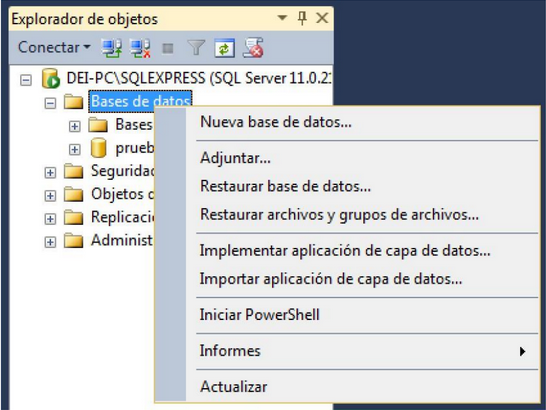 Explorador de objetos
Conectar
DEI-PC\SQLEXPRESS (SQL Server 11.0.2
Bases de datos
Bases
prueb
Seguridad
Objetos
Replicaci
Administ
Nueva base de datos...
Adjuntar...
Restaurar base de datos...
Restaurar archivos y grupos de archivos...
Implementar aplicación de capa de datos...
Importar aplicación de capa de datos...
Iniciar PowerShell
Informes
Actualizar